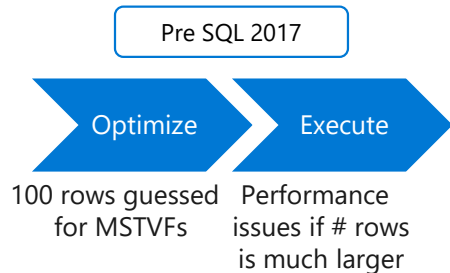 Pre SQL 2017
Optimize
Execute
100 rows guessed
for MSTVFs
Performance
issues if # rows
is much larger